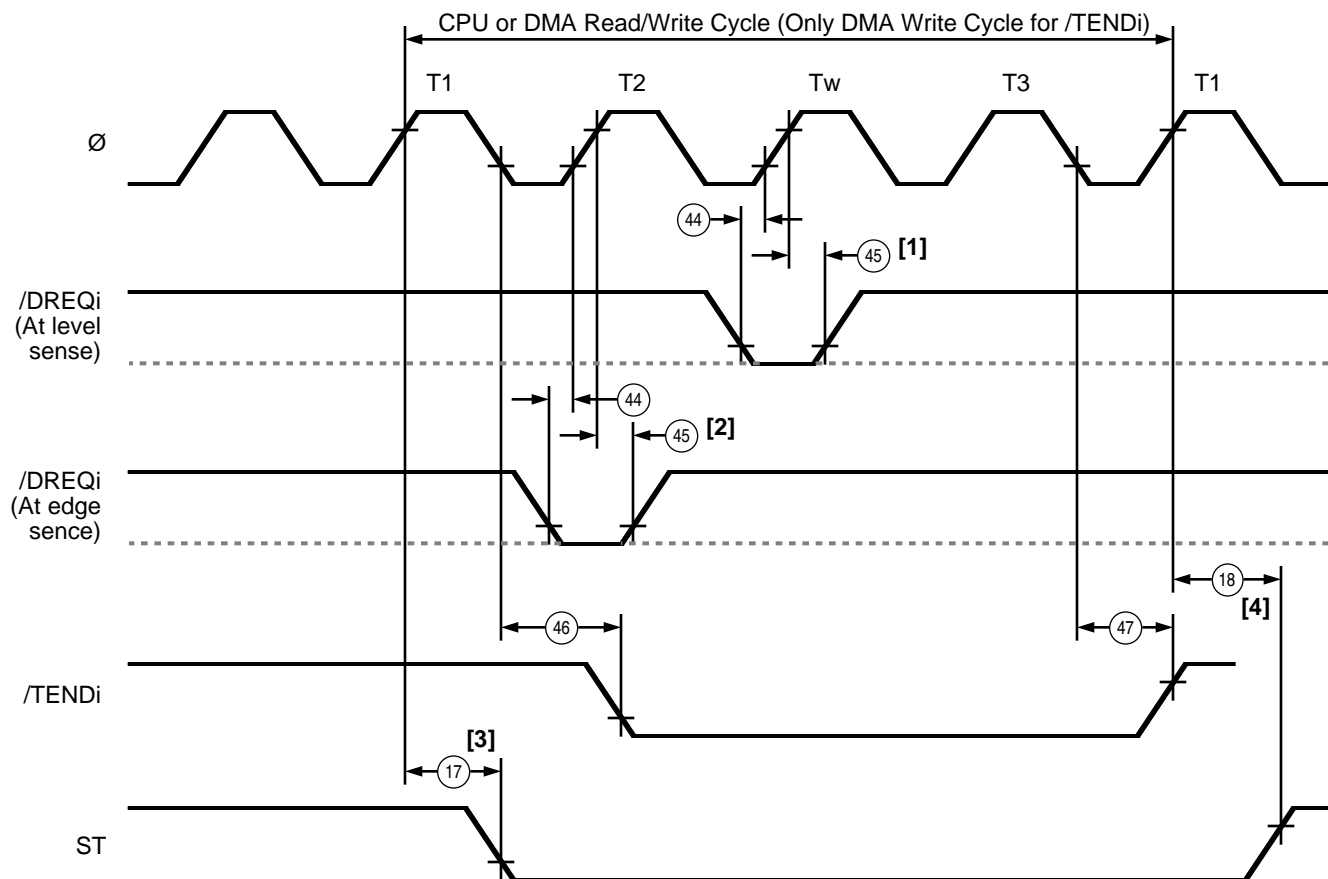 CPU or DMA Read/Write Cycle (Only DMA Write Cycle for /TENDi)
T1 T2 Tw T3 T1
Ø
44
45 [1]
/DREQi
(At level
sense)
44
45 [2]
/DREQi
(At edge
sence)
18
[4]
46 47
/TENDi
[3]
17
ST